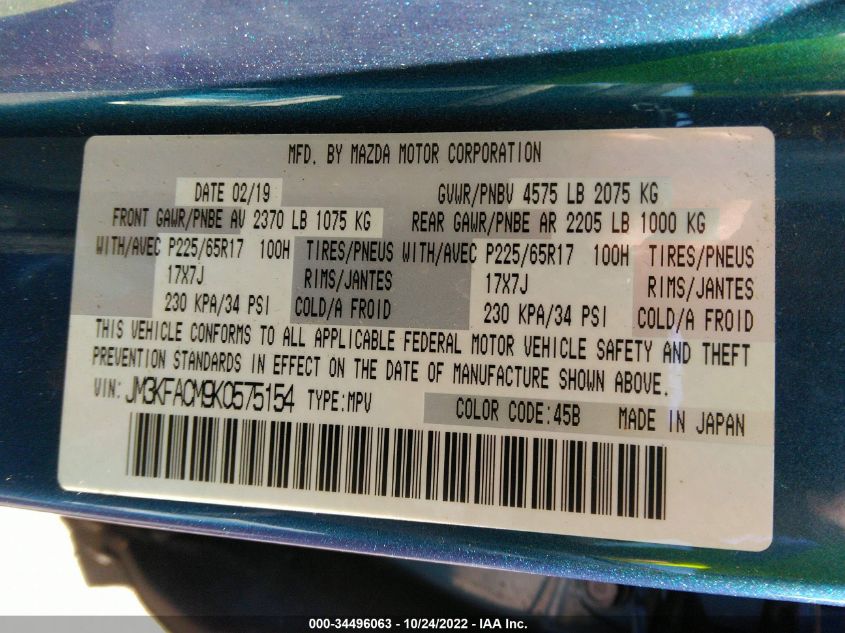 MFD. BY MAZDA MOTOR CORPORATION
DATE 02/19 GVWR/PNBV 4575 LB 2075 KG
FRONT GAWR/PNBE AV 2370 LB 1075 KG REAR GAWR/PNBE AR 2205 LB 1000 KG
WITH/AVEC P225/65R17 100H TIRES/PNEUS WITH/AVEC P225/65R17 100H TIRES/PNEUS
17X7J RIMS/JANTES 17X7J RIMS/JANTES
230 KPA/34 PSI COLD/A FROID 230 KPA/34 PSI COLD/A FROID
THIS VEHICLE CONFORMS TO ALL APPLICABLE FEDERAL MOTOR VEHICLE SAFETY AND THEFT
PREVENTION STANDARDS IN EFFECT ON THE DATE OF MANUFACTURE SHOWN ABOVE.
VIN: JM3KFACM9K0575154 TYPE:MPV COLOR CODE:45B MADE IN JAPAN
000-34496063 - 10/24/2022 - IAA Inc.